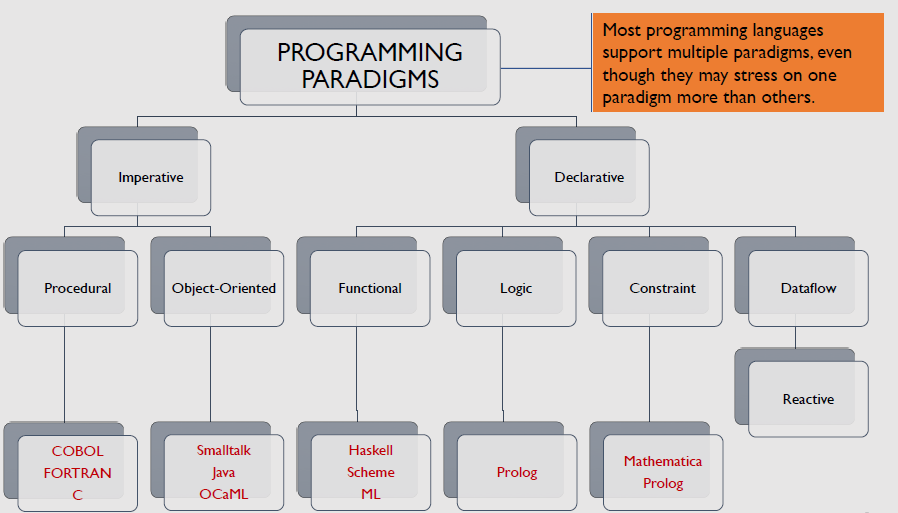 PROGRAMMING
PARADIGMS
Most programming languages
support multiple paradigms, even
though they may stress on one
paradigm more than others.
Imperative
Declarative
Procedural
Object-Oriented
Functional
Logic
Constraint
Dataflow
Reactive
COBOL
FORTRAN
C
Smalltalk
Java
OCaML
Haskell
Scheme
ML
Prolog
Mathematica
Prolog